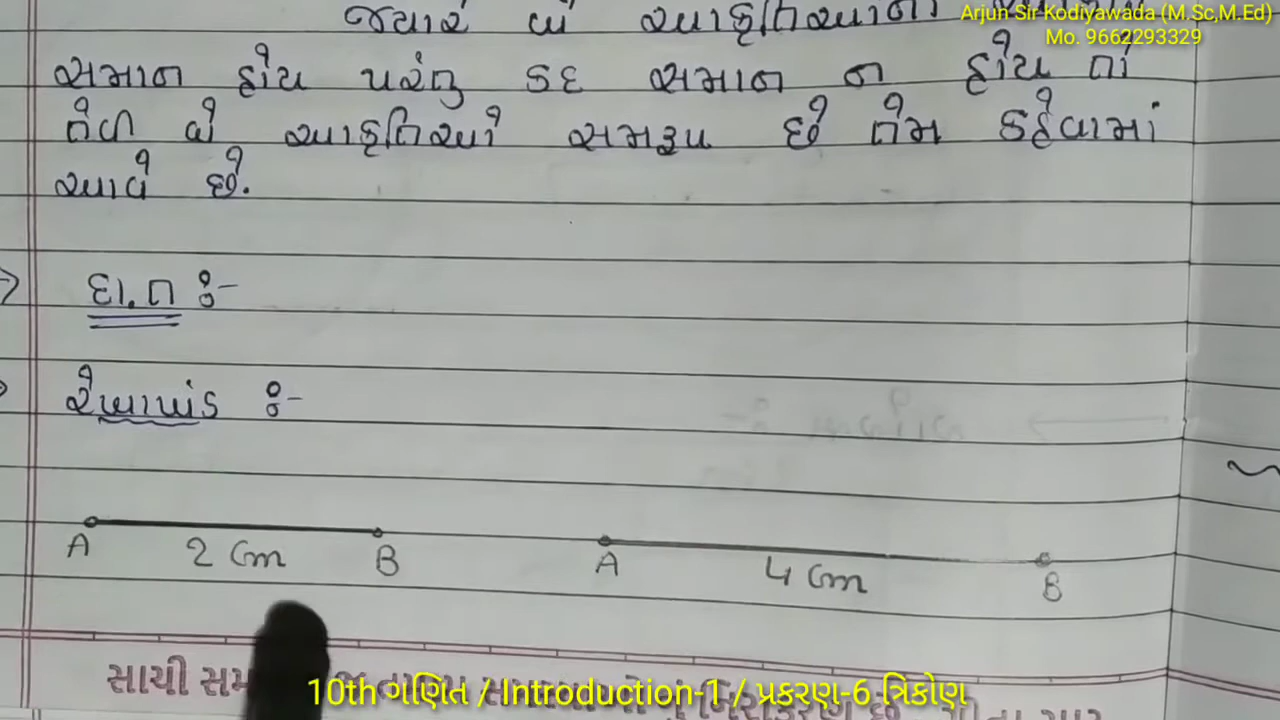 જ્યારે બે આકૃતિઓના
Arjun Sir Kodiyawada (M.Sc,M.Ed)
Mo. 9662293329
સમાન હોય પરંતુ કદ સમાન ન હોય તો
તેવી બે આકૃતિઓ સમરૂપ છે તેમ કહેવામાં
આવે છે.
દા.ત :-
રેખાખંડ :-
A 2 cm B A 4 cm B
સાચી
10th ગણિત / Introduction-1 / પ્રકરણ-6 ત્રિકોણ